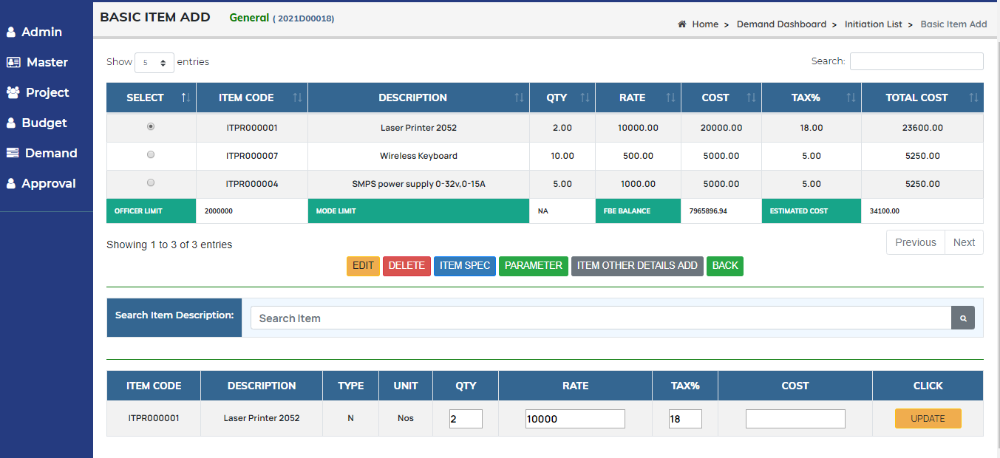 BASIC ITEM ADD General ( 2021D00018)
Home > Demand Dashboard > Initiation List > Basic Item Add
Admin
Master
Project
Budget
Demand
Approval
Show 5 entries Search:
SELECT ITEM CODE DESCRIPTION QTY RATE COST TAX% TOTAL COST
ITPR000001 Laser Printer 2052 2.00 10000.00 20000.00 18.00 23600.00
ITPR000007 Wireless Keyboard 10.00 500.00 5000.00 5.00 5250.00
ITPR000004 SMPS power supply 0-32v,0-15A 5.00 1000.00 5000.00 5.00 5250.00
OFFICER LIMIT 2000000 MODE LIMIT NA FBE BALANCE 7965896.94 ESTIMATED COST 34100.00
Showing 1 to 3 of 3 entries Previous Next
EDIT DELETE ITEM SPEC PARAMETER ITEM OTHER DETAILS ADD BACK
Search Item Description: Search Item
ITEM CODE DESCRIPTION TYPE UNIT QTY RATE TAX% COST CLICK
ITPR000001 Laser Printer 2052 N Nos 2 10000 18 UPDATE